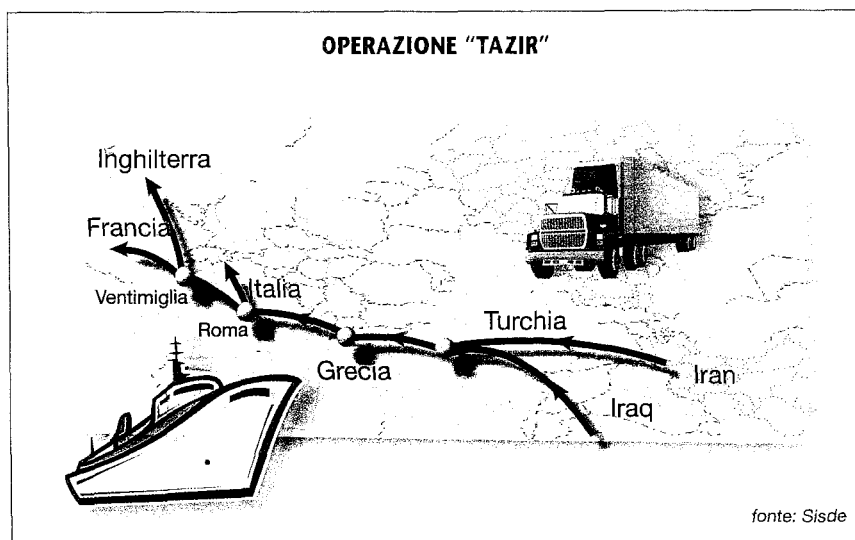 OPERAZIONE “TAZIR”
Inghilterra
Francia
Ventimiglia
Italia
Roma
Grecia
Turchia
Iran
Iraq
fonte: Sisde